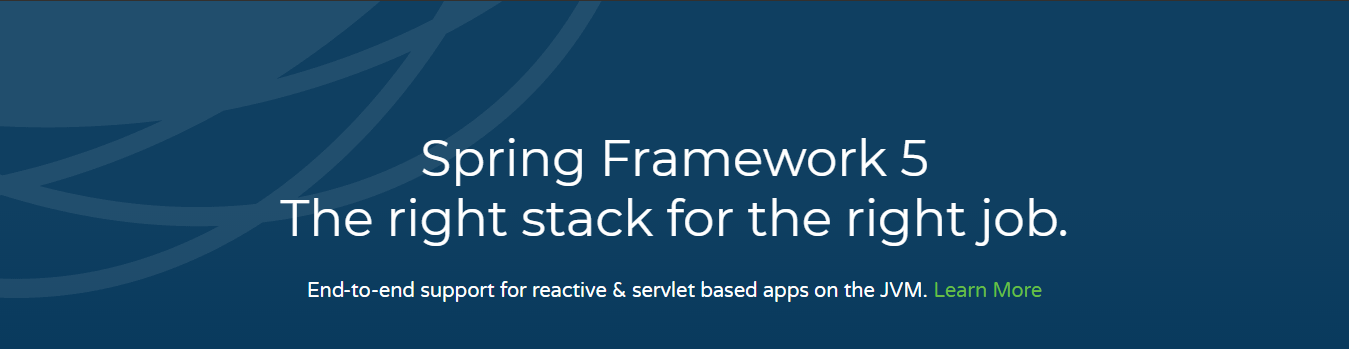 Spring Framework 5
The right stack for the right job.
End-to-end support for reactive & servlet based apps on the JVM. Learn More